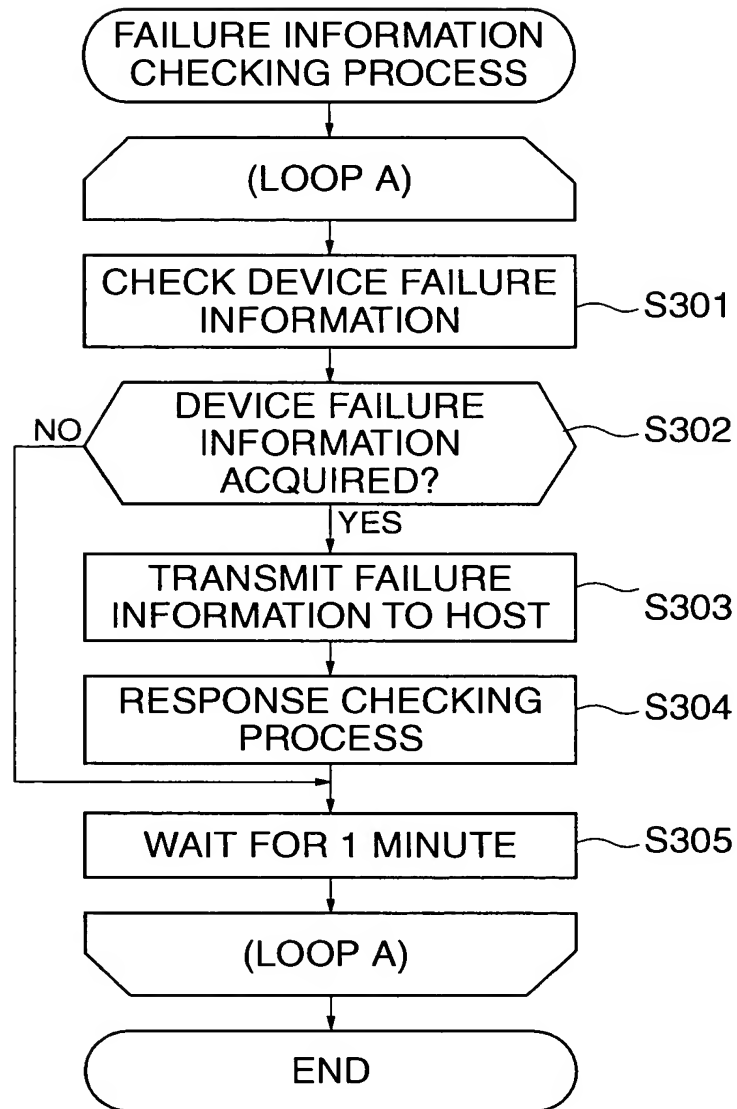 FAILURE INFORMATION
CHECKING PROCESS
(LOOP A)
CHECK DEVICE FAILURE
INFORMATION
S301
DEVICE FAILURE
INFORMATION
ACQUIRED?
S302
NO
YES
TRANSMIT FAILURE
INFORMATION TO HOST
S303
RESPONSE CHECKING
PROCESS
S304
WAIT FOR 1 MINUTE
S305
(LOOP A)
END